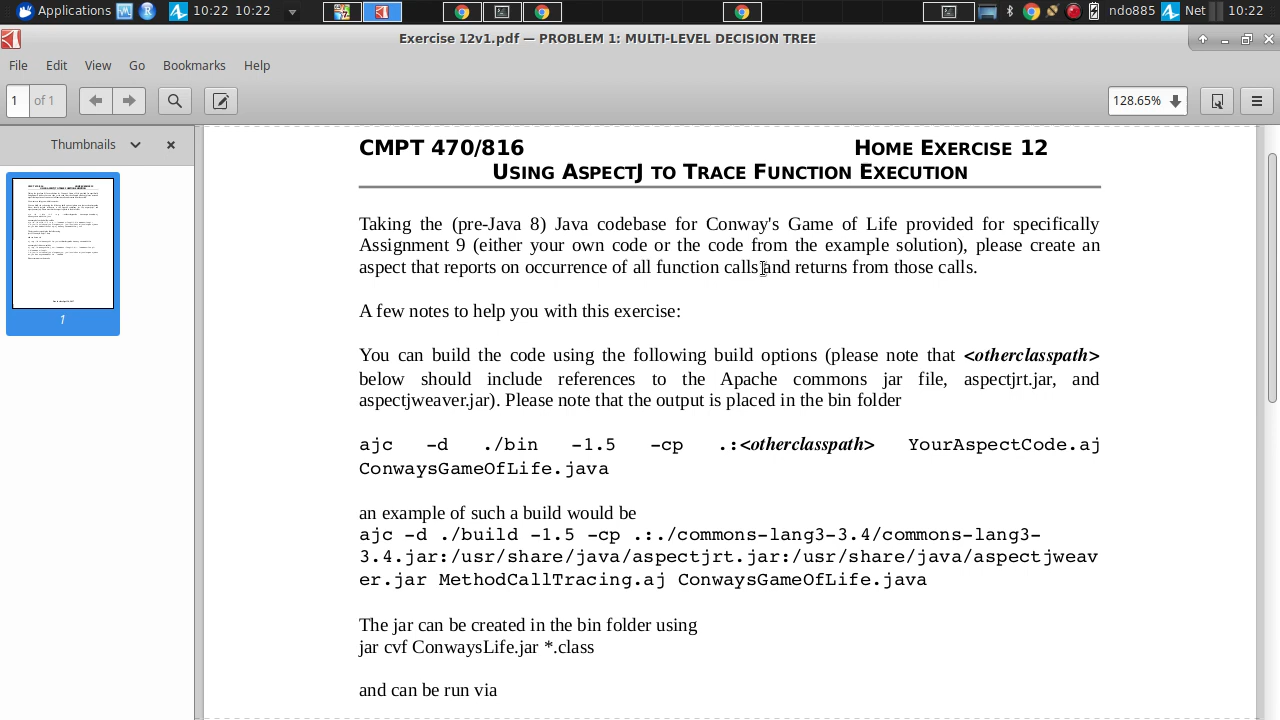 Applications 10:22 10:22 ndo885 Net 10:22
Exercise 12v1.pdf — PROBLEM 1: MULTI-LEVEL DECISION TREE
File Edit View Go Bookmarks Help
1 of 1 128.65%
Thumbnails
1
CMPT 470/816 HOME EXERCISE 12
USING ASPECTJ TO TRACE FUNCTION EXECUTION
Taking the (pre-Java 8) Java codebase for Conway's Game of Life provided for specifically
Assignment 9 (either your own code or the code from the example solution), please create an
aspect that reports on occurrence of all function calls and returns from those calls.
A few notes to help you with this exercise:
You can build the code using the following build options (please note that <otherclasspath>
below should include references to the Apache commons jar file, aspectjrt.jar, and
aspectjweaver.jar). Please note that the output is placed in the bin folder
ajc -d ./bin -1.5 -cp .:<otherclasspath> YourAspectCode.aj
ConwaysGameOfLife.java
an example of such a build would be
ajc -d ./build -1.5 -cp .:./commons-lang3-3.4/commons-lang3-
3.4.jar:/usr/share/java/aspectjrt.jar:/usr/share/java/aspectjweav
er.jar MethodCallTracing.aj ConwaysGameOfLife.java
The jar can be created in the bin folder using
jar cvf ConwaysLife.jar *.class
and can be run via